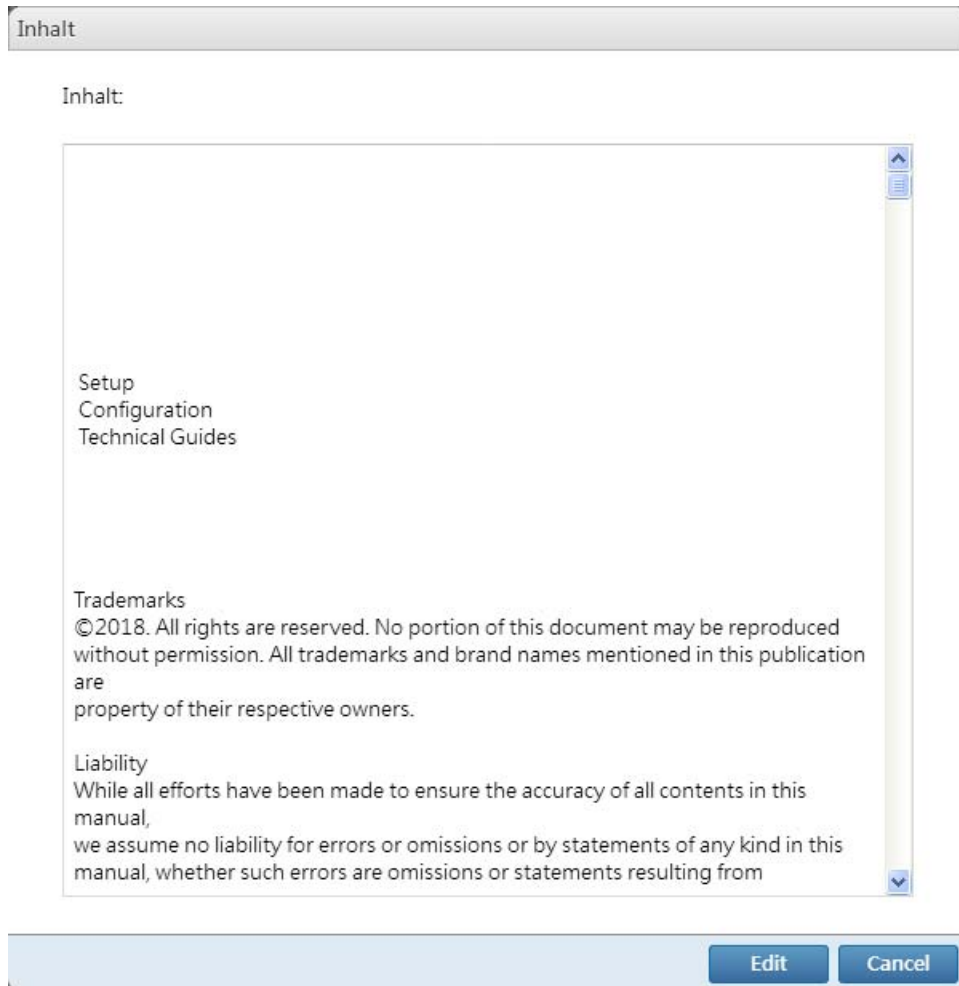 Inhalt
Inhalt:
Setup
Configuration
Technical Guides
Trademarks
©2018. All rights are reserved. No portion of this document may be reproduced
without permission. All trademarks and brand names mentioned in this publication
are
property of their respective owners.
Liability
While all efforts have been made to ensure the accuracy of all contents in this
manual,
we assume no liability for errors or omissions or by statements of any kind in this
manual, whether such errors are omissions or statements resulting from
Edit
Cancel